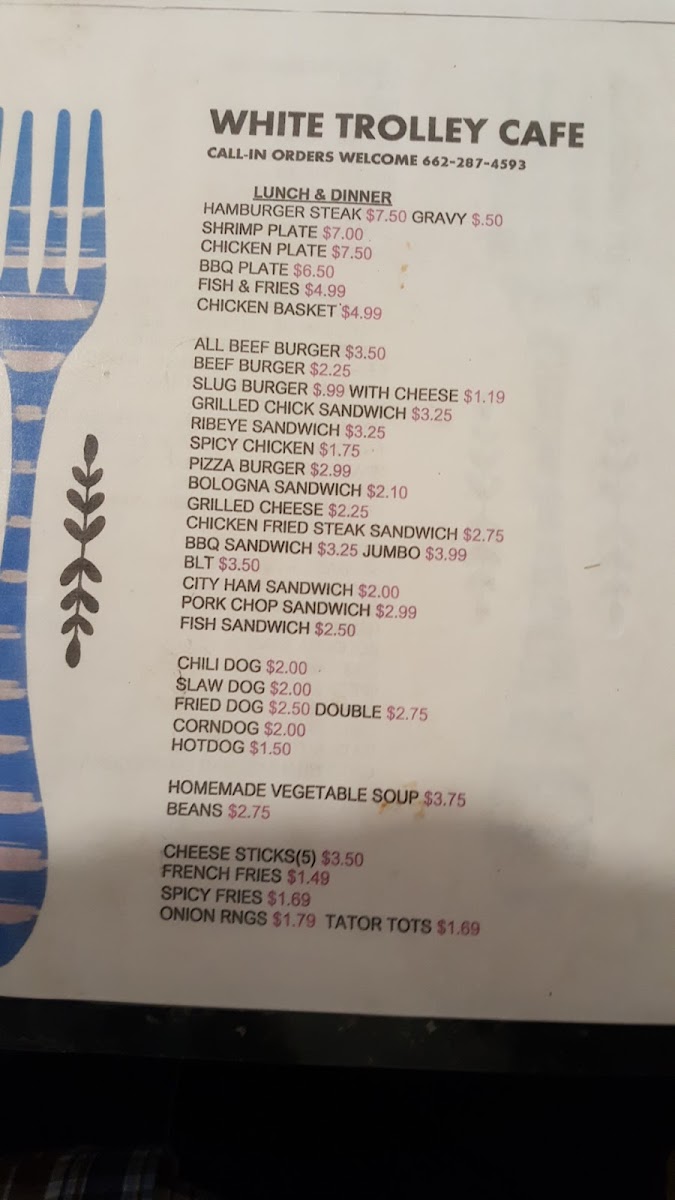 WHITE TROLLEY CAFE
CALL-IN ORDERS WELCOME 662-287-4593
LUNCH & DINNER
HAMBURGER STEAK $7.50 GRAVY $.50
SHRIMP PLATE $7.00
CHICKEN PLATE $7.50
BBQ PLATE $6.50
FISH & FRIES $4.99
CHICKEN BASKET $4.99
ALL BEEF BURGER $3.50
BEEF BURGER $2.25
SLUG BURGER $.99 WITH CHEESE $1.19
GRILLED CHICK SANDWICH $3.25
RIBEYE SANDWICH $3.25
SPICY CHICKEN $1.75
PIZZA BURGER $2.99
BOLOGNA SANDWICH $2.10
GRILLED CHEESE $2.25
CHICKEN FRIED STEAK SANDWICH $2.75
BBQ SANDWICH $3.25 JUMBO $3.99
BLT $3.50
CITY HAM SANDWICH $2.00
PORK CHOP SANDWICH $2.99
FISH SANDWICH $2.50
CHILI DOG $2.00
SLAW DOG $2.00
FRIED DOG $2.50 DOUBLE $2.75
CORNDOG $2.00
HOTDOG $1.50
HOMEMADE VEGETABLE SOUP $3.75
BEANS $2.75
CHEESE STICKS(5) $3.50
FRENCH FRIES $1.49
SPICY FRIES $1.69
ONION RNGS $1.79 TATOR TOTS $1.69